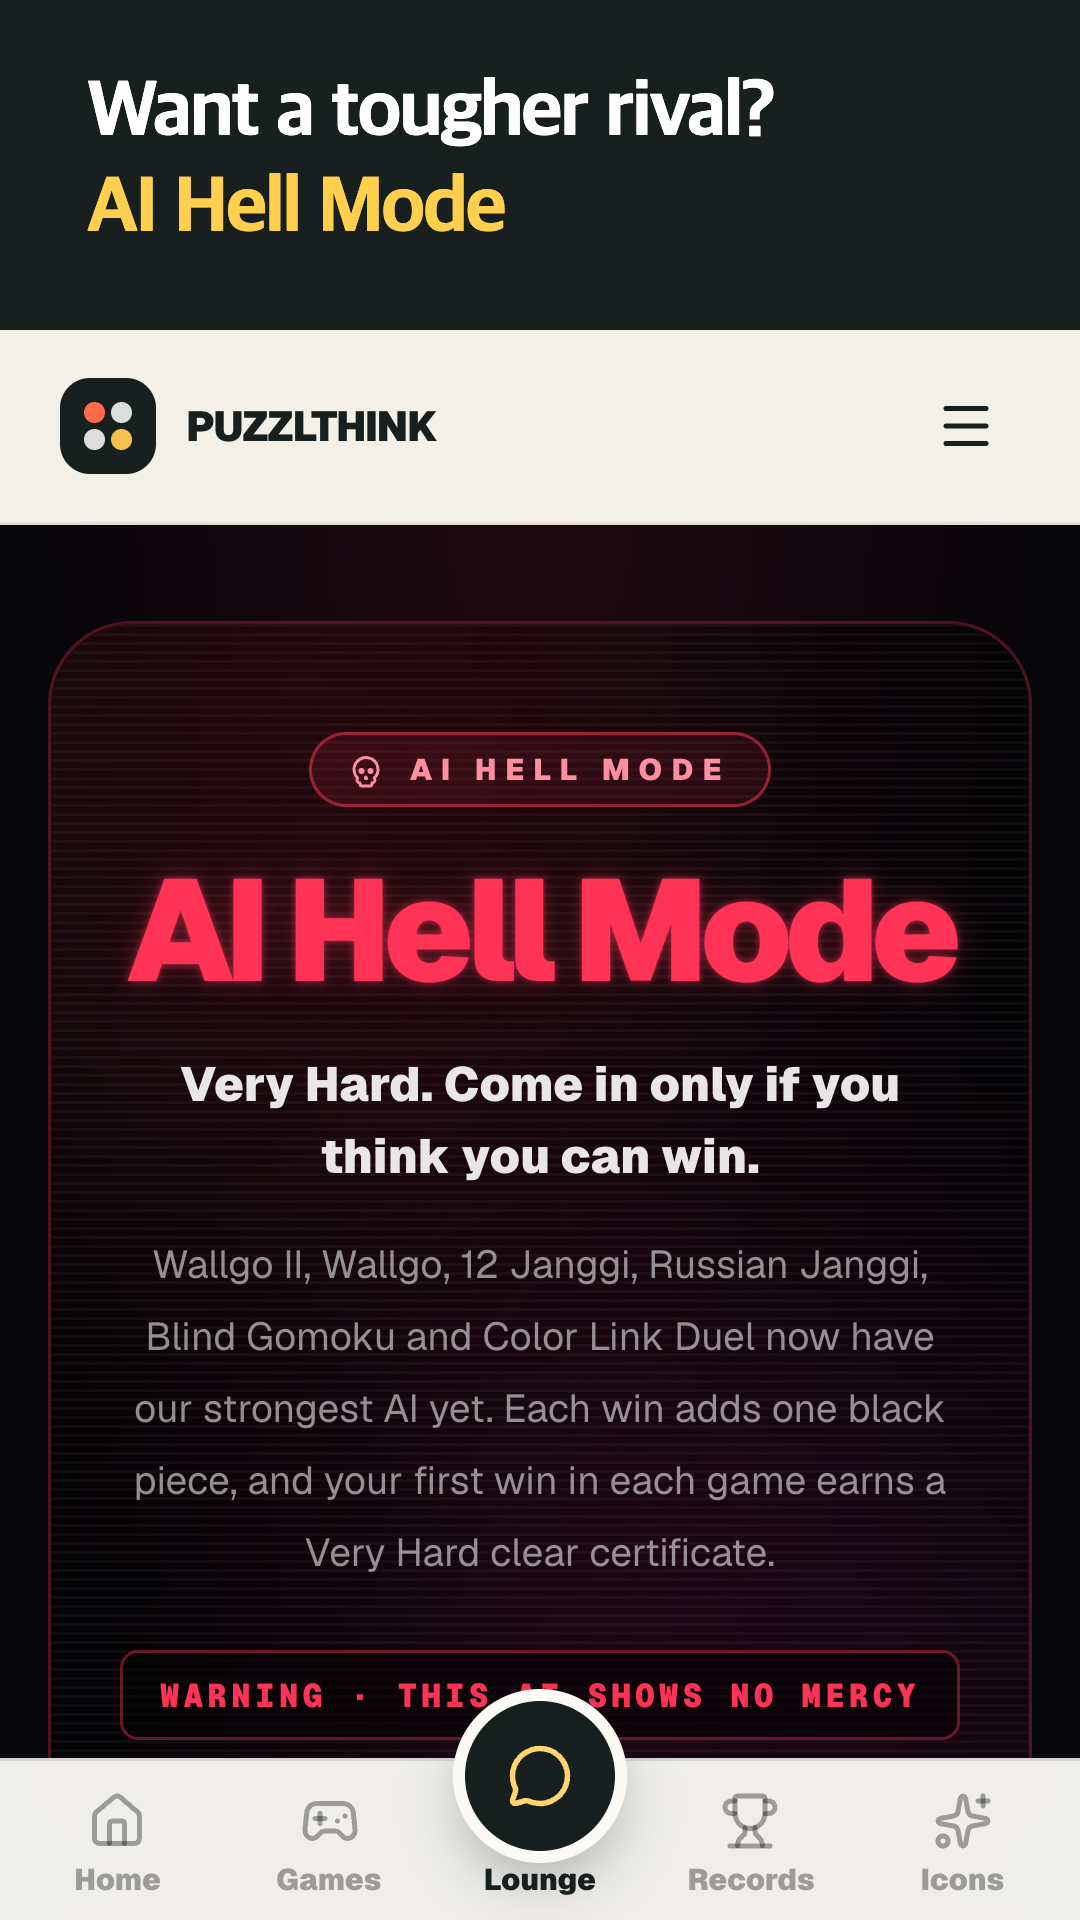 Want a tougher rival?
AI Hell Mode
PUZZLTHINK
AI HELL MODE
AI Hell Mode
Very Hard. Come in only if you
think you can win.
Wallgo II, Wallgo, 12 Janggi, Russian Janggi,
Blind Gomoku and Color Link Duel now have
our strongest AI yet. Each win adds one black
piece, and your first win in each game earns a
Very Hard clear certificate.
WARNING · THIS AI SHOWS NO MERCY
Home
Games
Lounge
Records
Icons